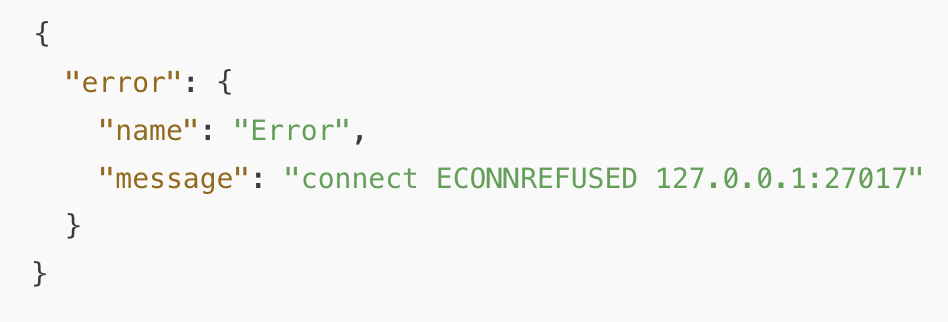 {
  "error": {
    "name": "Error",
    "message": "connect ECONNREFUSED 127.0.0.1:27017"
  }
}